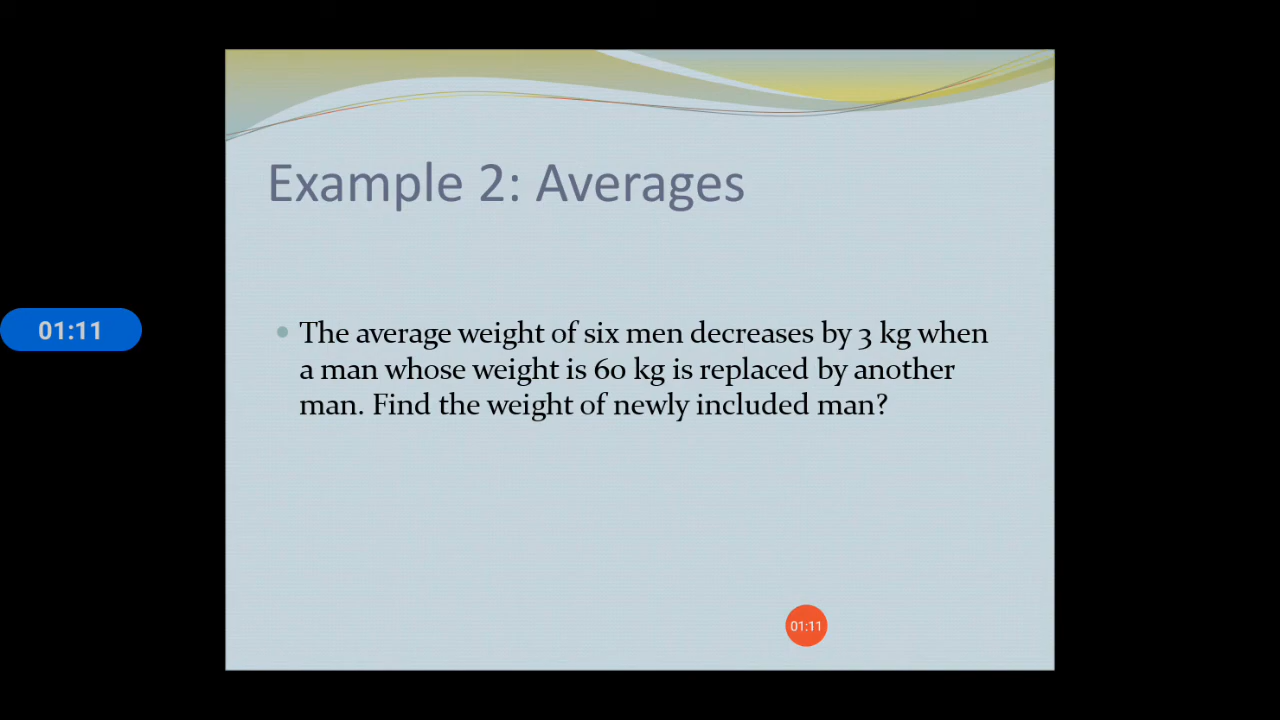 Example 2: Averages
The average weight of six men decreases by 3 kg when
a man whose weight is 60 kg is replaced by another
man. Find the weight of newly included man?
01:11
01:11